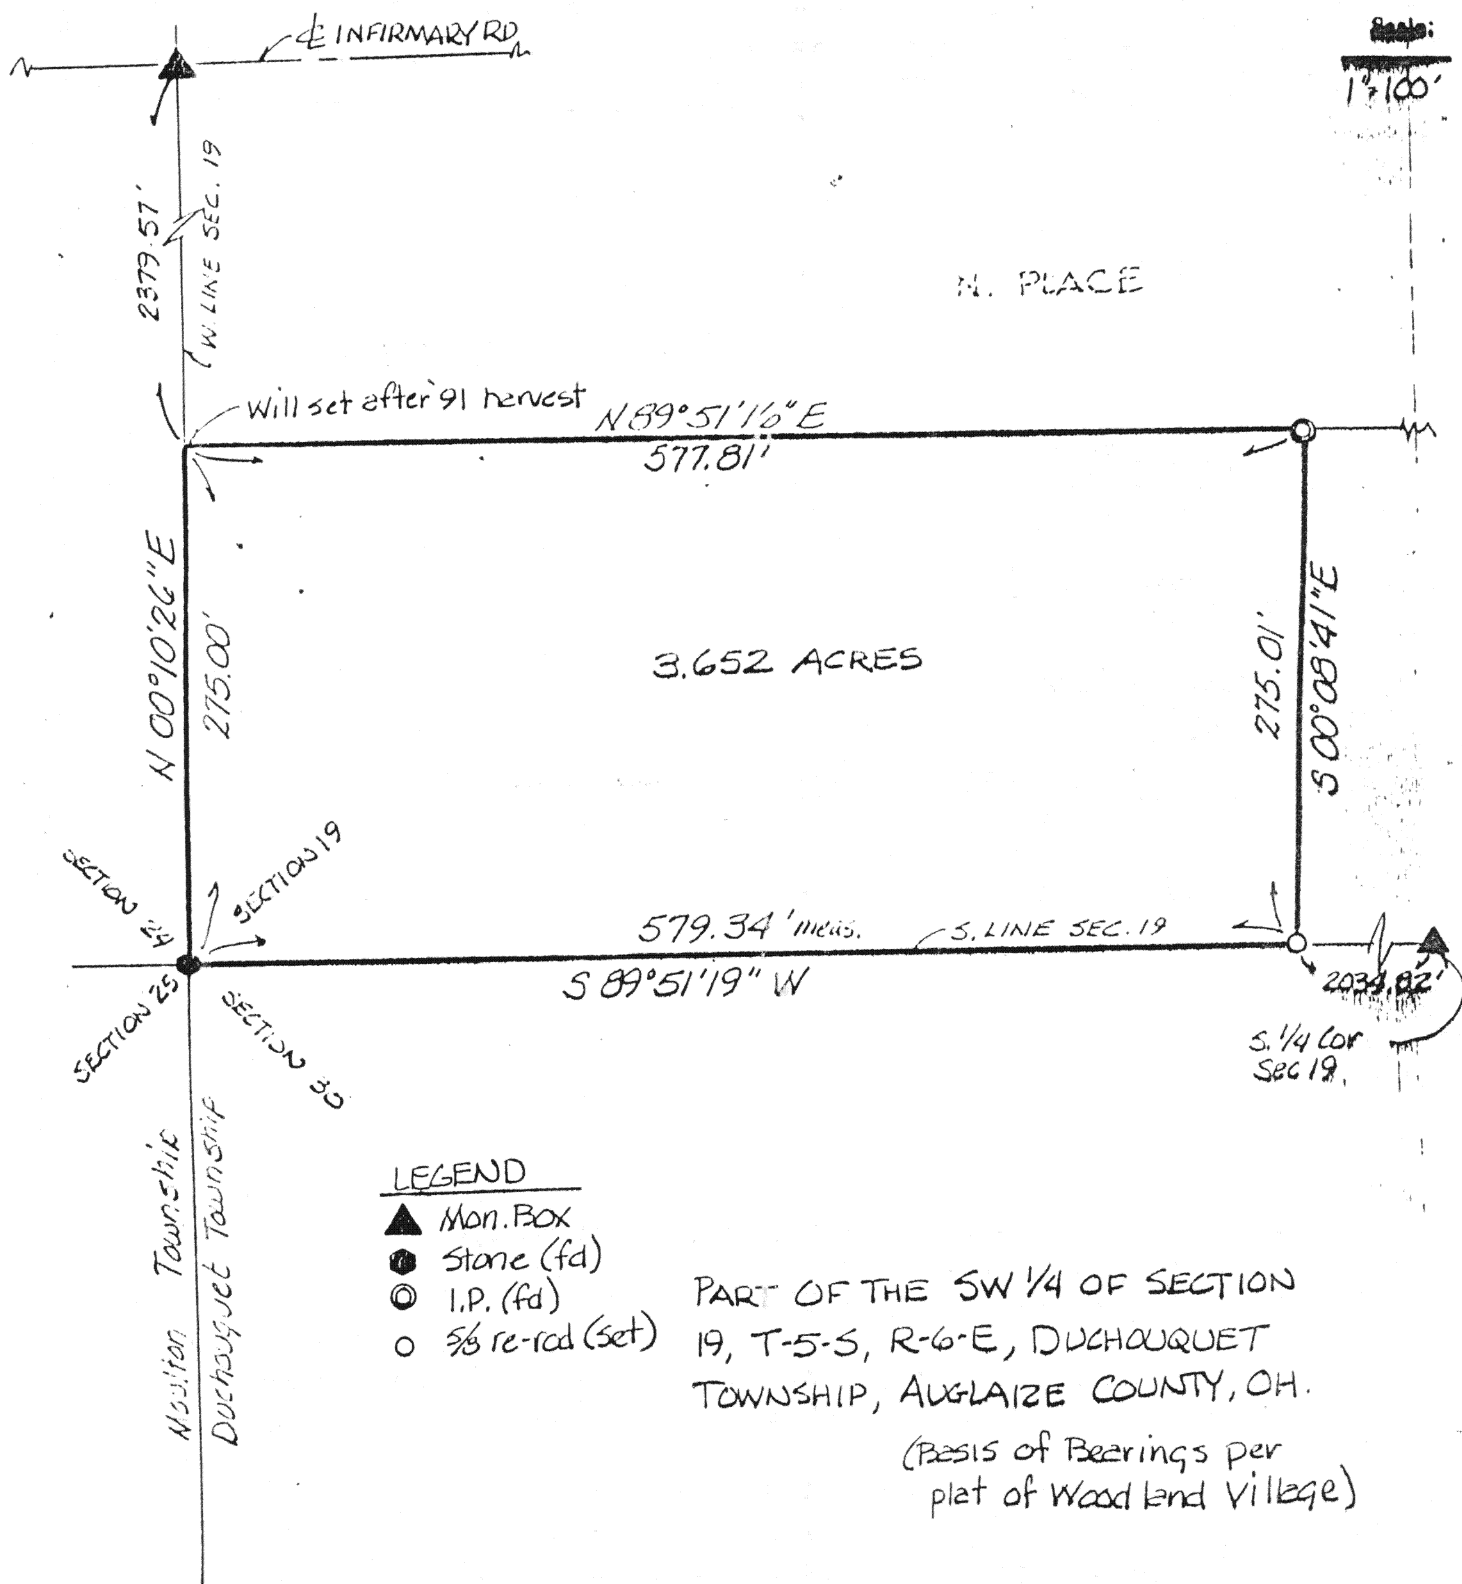 ℄ INFIRMARY RD
Scale:
1"=100'
2379.57'
W. LINE SEC. 19
N. PLACE
Will set after '91 harvest
N 89°51'16" E
577.81'
N 00°10'26" E
275.00'
3.652 ACRES
275.01'
S 00°08'41" E
SECTION 24
SECTION 19
579.34' meas.
S. LINE SEC. 19
S 89°51'19" W
2034.82'
SECTION 25
SECTION 30
S. 1/4 Cor
Sec 19.
Moulton Township
Duchouquet Township
LEGEND
▲ Mon. Box
● Stone (fd)
◎ I.P. (fd)
○ 5/8 re-rod (set)
PART OF THE SW 1/4 OF SECTION
19, T-5-S, R-6-E, DUCHOUQUET
TOWNSHIP, AUGLAIZE COUNTY, OH.
(Basis of Bearings per
plat of Woodland Village)